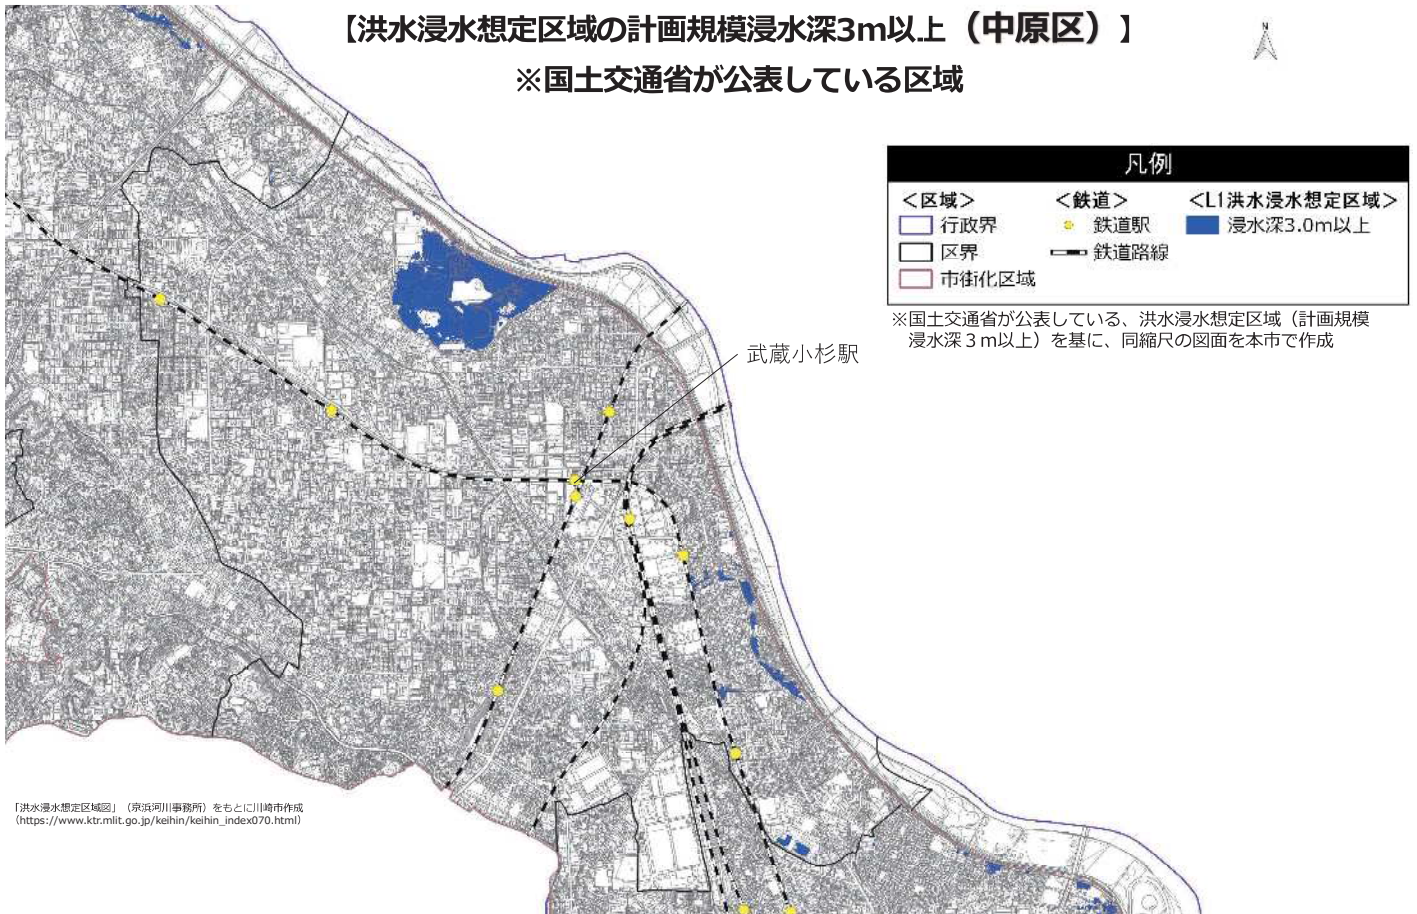 【洪水浸水想定区域の計画規模浸水深3m以上（中原区）】
※国土交通省が公表している区域
N
凡例
＜区域＞ ＜鉄道＞ ＜L1洪水浸水想定区域＞
行政界 鉄道駅 浸水深3.0m以上
区界 鉄道路線
市街化区域
※国土交通省が公表している、洪水浸水想定区域（計画規模
浸水深３ｍ以上）を基に、同縮尺の図面を本市で作成
武蔵小杉駅
「洪水浸水想定区域図」（京浜河川事務所）をもとに川崎市作成
（https://www.ktr.mlit.go.jp/keihin/keihin_index070.html）